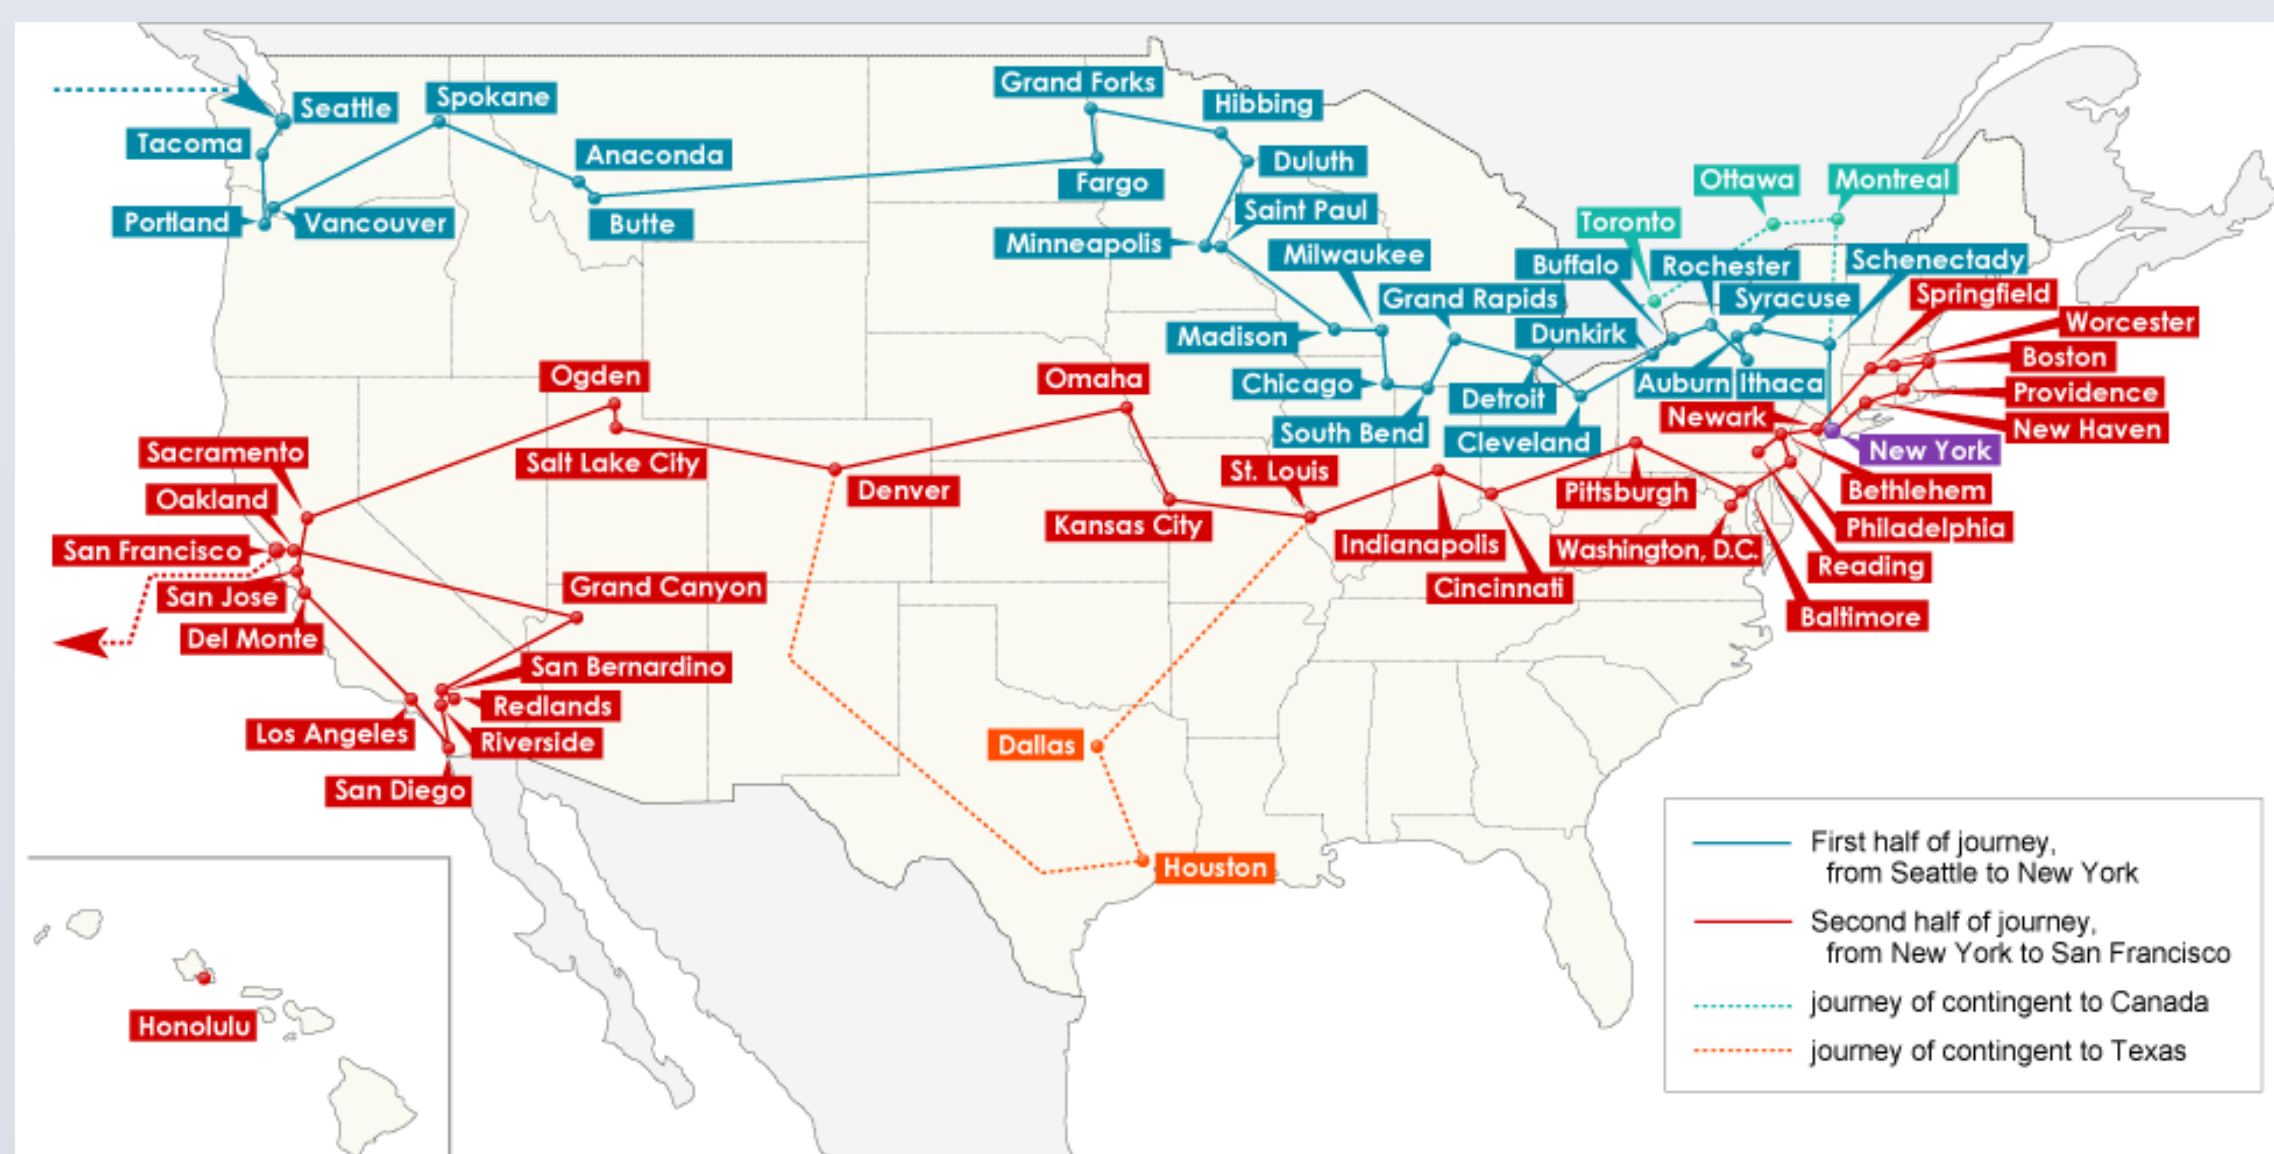 Grand Forks
Spokane
Seattle
Hibbing
Tacoma
Anaconda
Duluth
Fargo
Ottawa
Montreal
Saint Paul
Portland
Vancouver
Butte
Toronto
Minneapolis
Milwaukee
Buffalo
Rochester
Schenectady
Grand Rapids
Syracuse
Springfield
Madison
Dunkirk
Worcester
Boston
Ogden
Omaha
Chicago
Detroit
Auburn
Ithaca
Providence
Newark
South Bend
Cleveland
New Haven
Sacramento
Salt Lake City
St. Louis
New York
Oakland
Denver
Pittsburgh
Bethlehem
Kansas City
Philadelphia
San Francisco
Indianapolis
Washington, D.C.
Reading
San Jose
Grand Canyon
Cincinnati
Baltimore
Del Monte
San Bernardino
Redlands
Los Angeles
Riverside
Dallas
San Diego
Houston
Honolulu
First half of journey,
from Seattle to New York
Second half of journey,
from New York to San Francisco
journey of contingent to Canada
journey of contingent to Texas